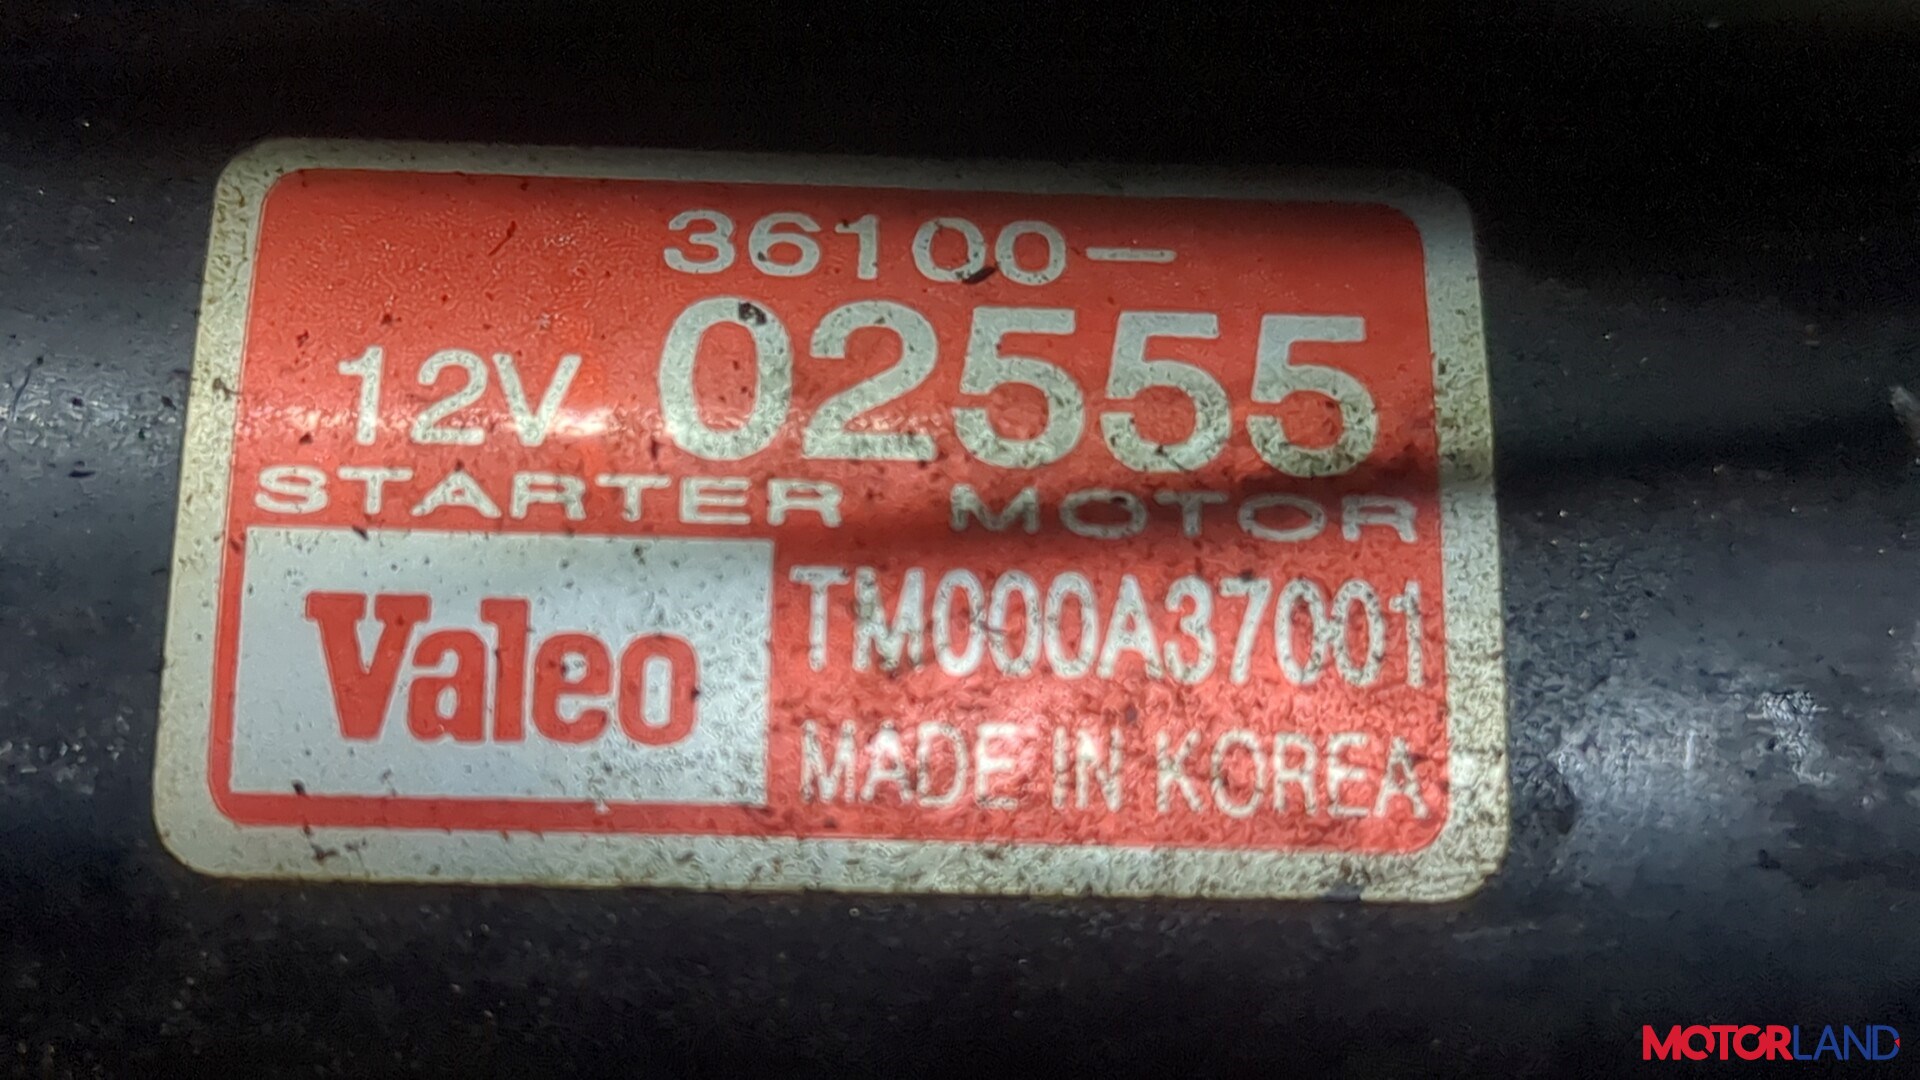 36100-
12V 02555
STARTER MOTOR
Valeo
TM000A37001
MADE IN KOREA
MOTORLAND